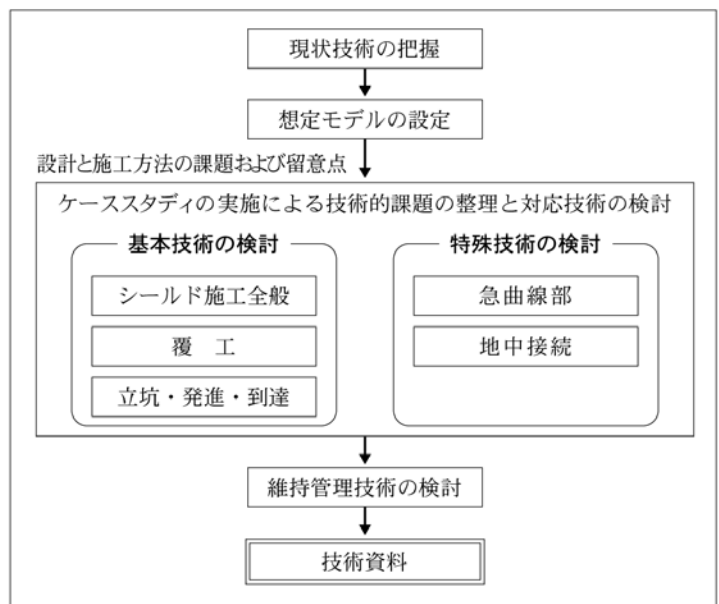 現状技術の把握
想定モデルの設定
設計と施工方法の課題および留意点
ケーススタディの実施による技術的課題の整理と対応技術の検討
基本技術の検討
シールド施工全般
覆　工
立坑・発進・到達
特殊技術の検討
急曲線部
地中接続
維持管理技術の検討
技術資料